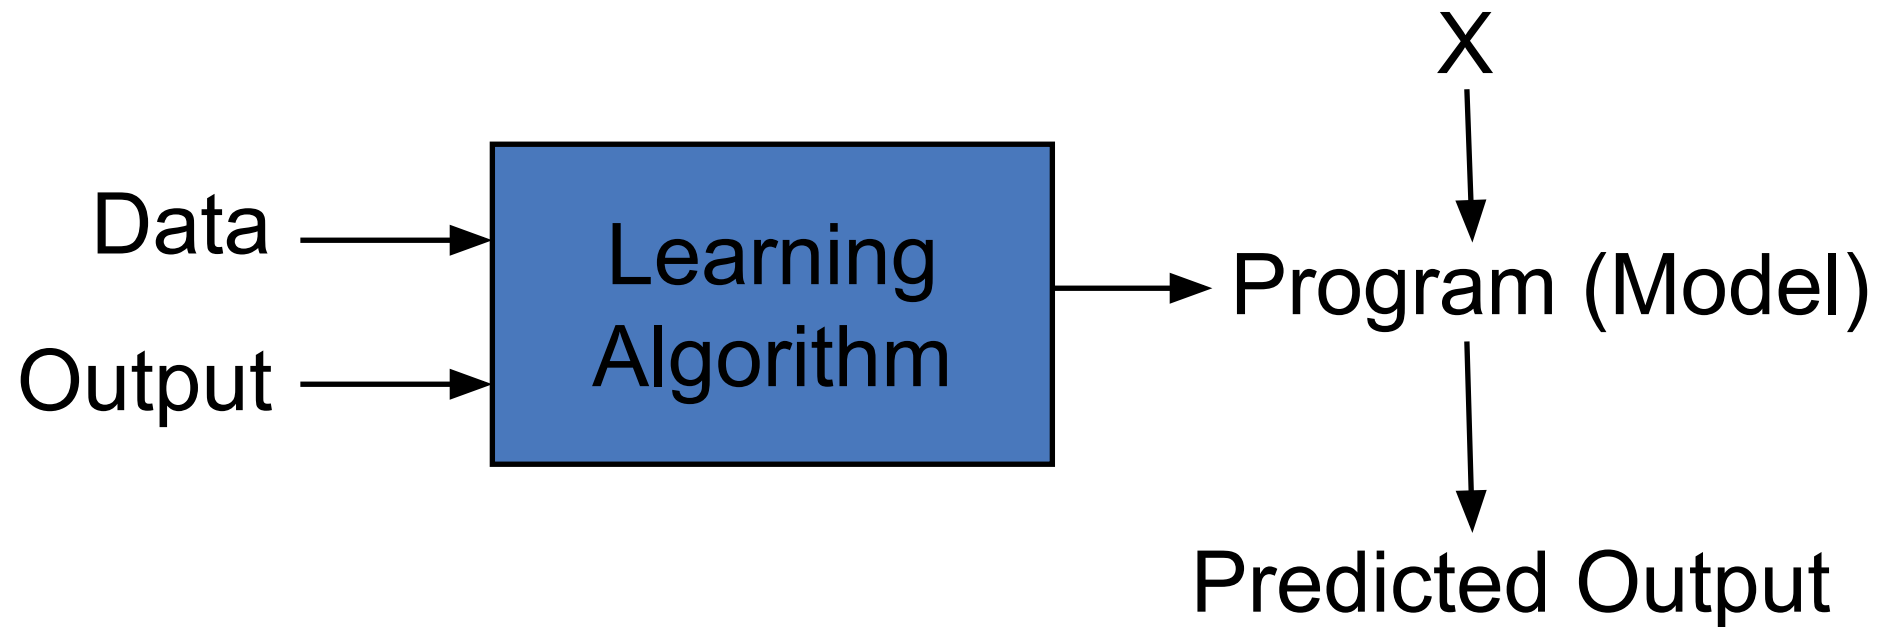 X
Data
Learning
Algorithm
Program (Model)
Output
Predicted Output